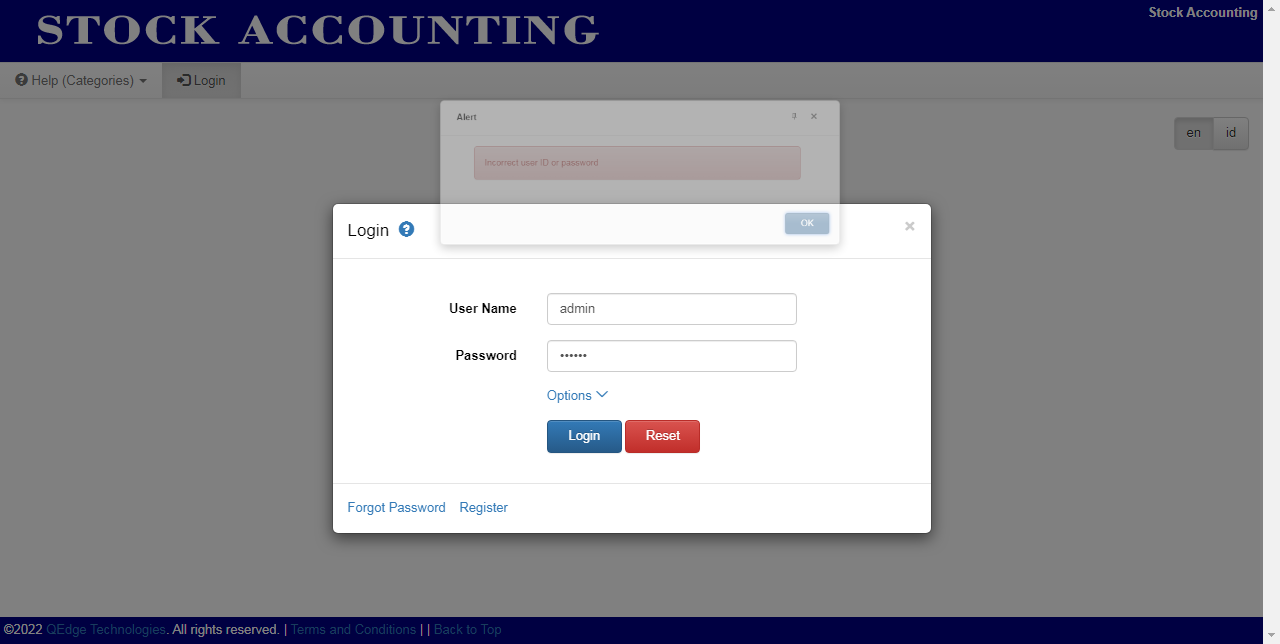 STOCK ACCOUNTING
Stock Accounting
Help (Categories) Login
Alert
en id
Incorrect user ID or password
OK
Login
User Name admin
Password ••••••
Options
Login Reset
Forgot Password Register
©2022 QEdge Technologies. All rights reserved. | Terms and Conditions | | Back to Top